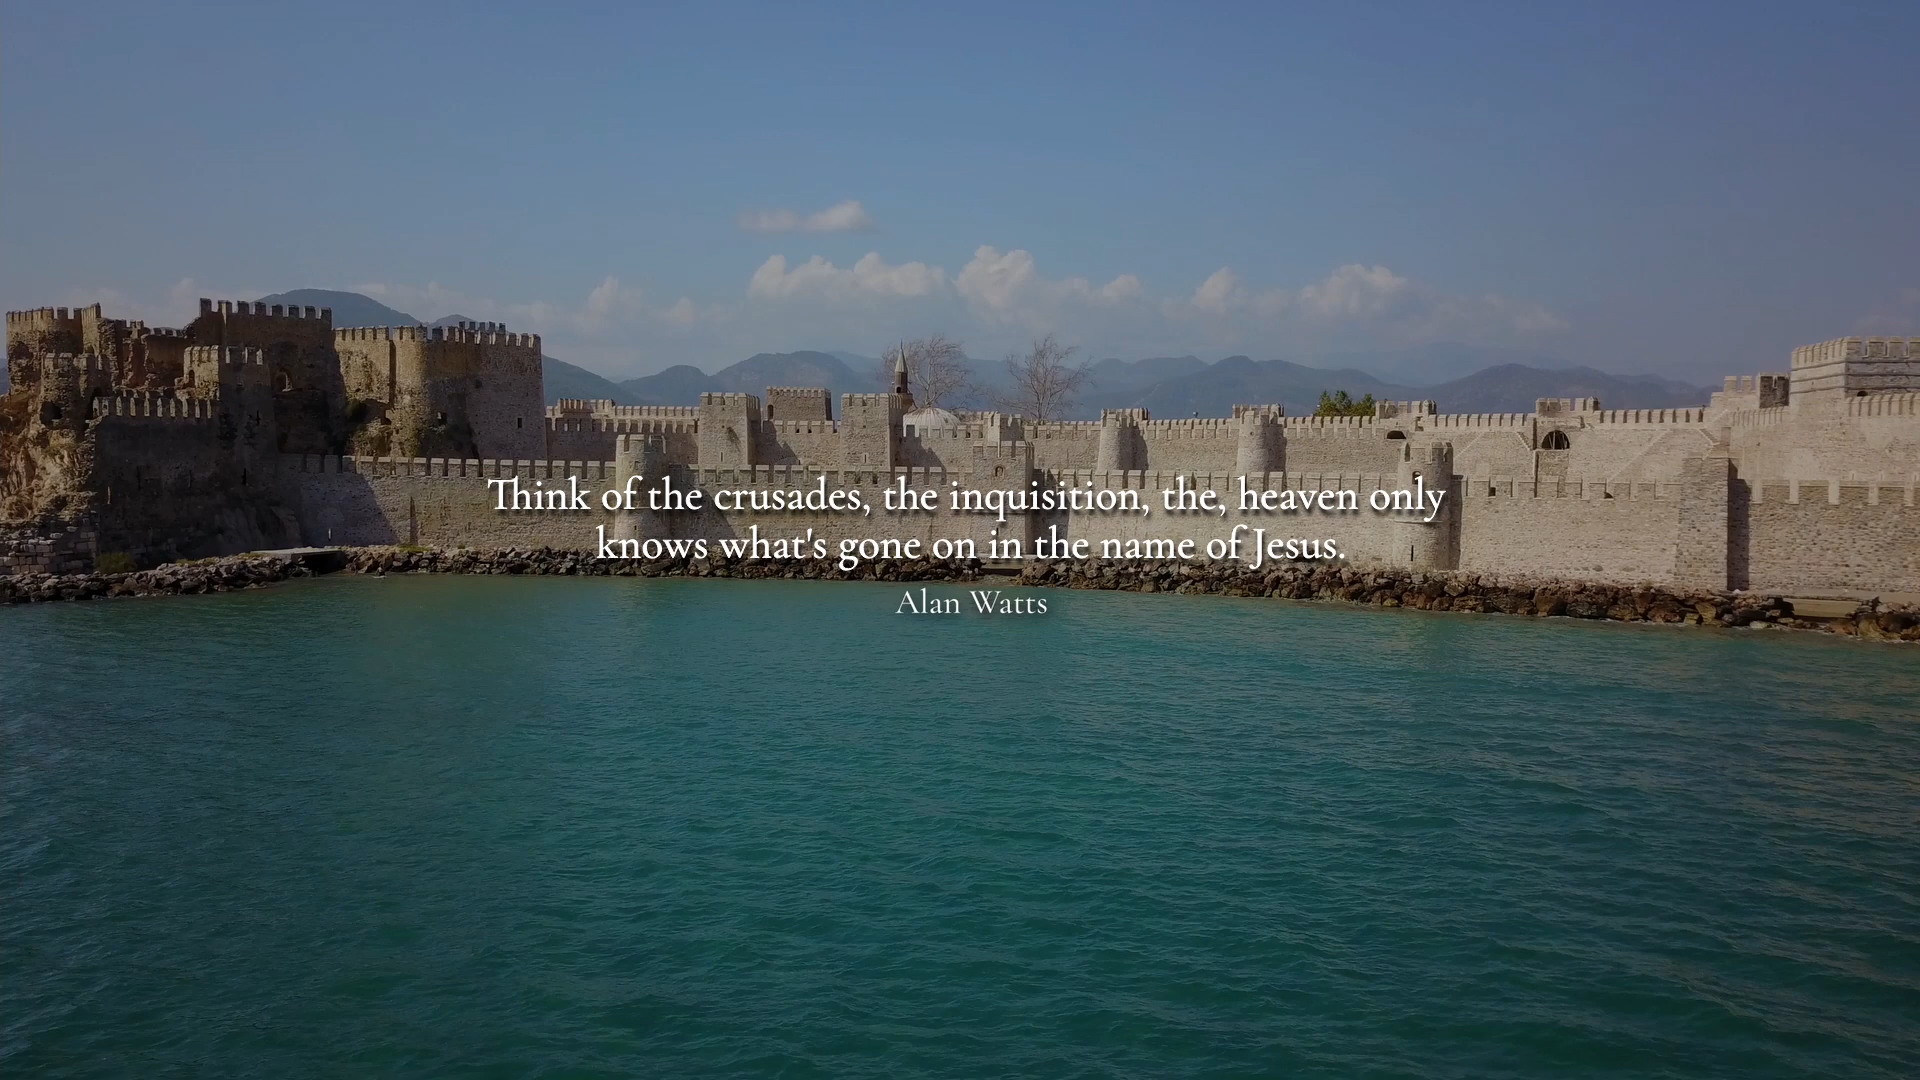 Think of the crusades, the inquisition, the, heaven only
knows what's gone on in the name of Jesus.
Alan Watts